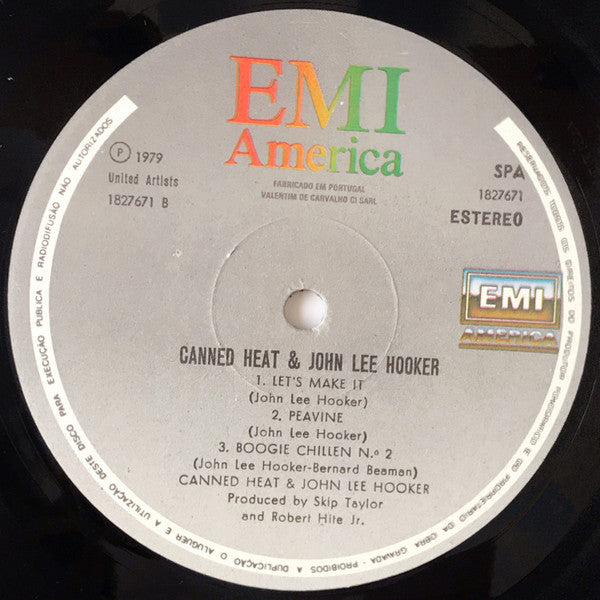 EMI
America
FABRICADO EM PORTUGAL
VALENTIM DE CARVALHO CI SARL
℗ 1979
United Artists
1827671 B
SPA
1827671
ESTEREO
EMI
AMERICA
CANNED HEAT & JOHN LEE HOOKER
1. LET'S MAKE IT
(John Lee Hooker)
2. PEAVINE
(John Lee Hooker)
3. BOOGIE CHILLEN N.º 2
(John Lee Hooker-Bernard Beaman)
CANNED HEAT & JOHN LEE HOOKER
Produced by Skip Taylor
and Robert Hite Jr.
DO PRODUTOR FONOGRÁFICO E DO PROPRIETÁRIO DA OBRA GRAVADA - PROIBIDOS A DUPLICAÇÃO O ALUGUER E A UTILIZAÇÃO DESTE DISCO PARA EXECUÇÃO PÚBLICA E RADIODIFUSÃO NÃO AUTORIZADOS